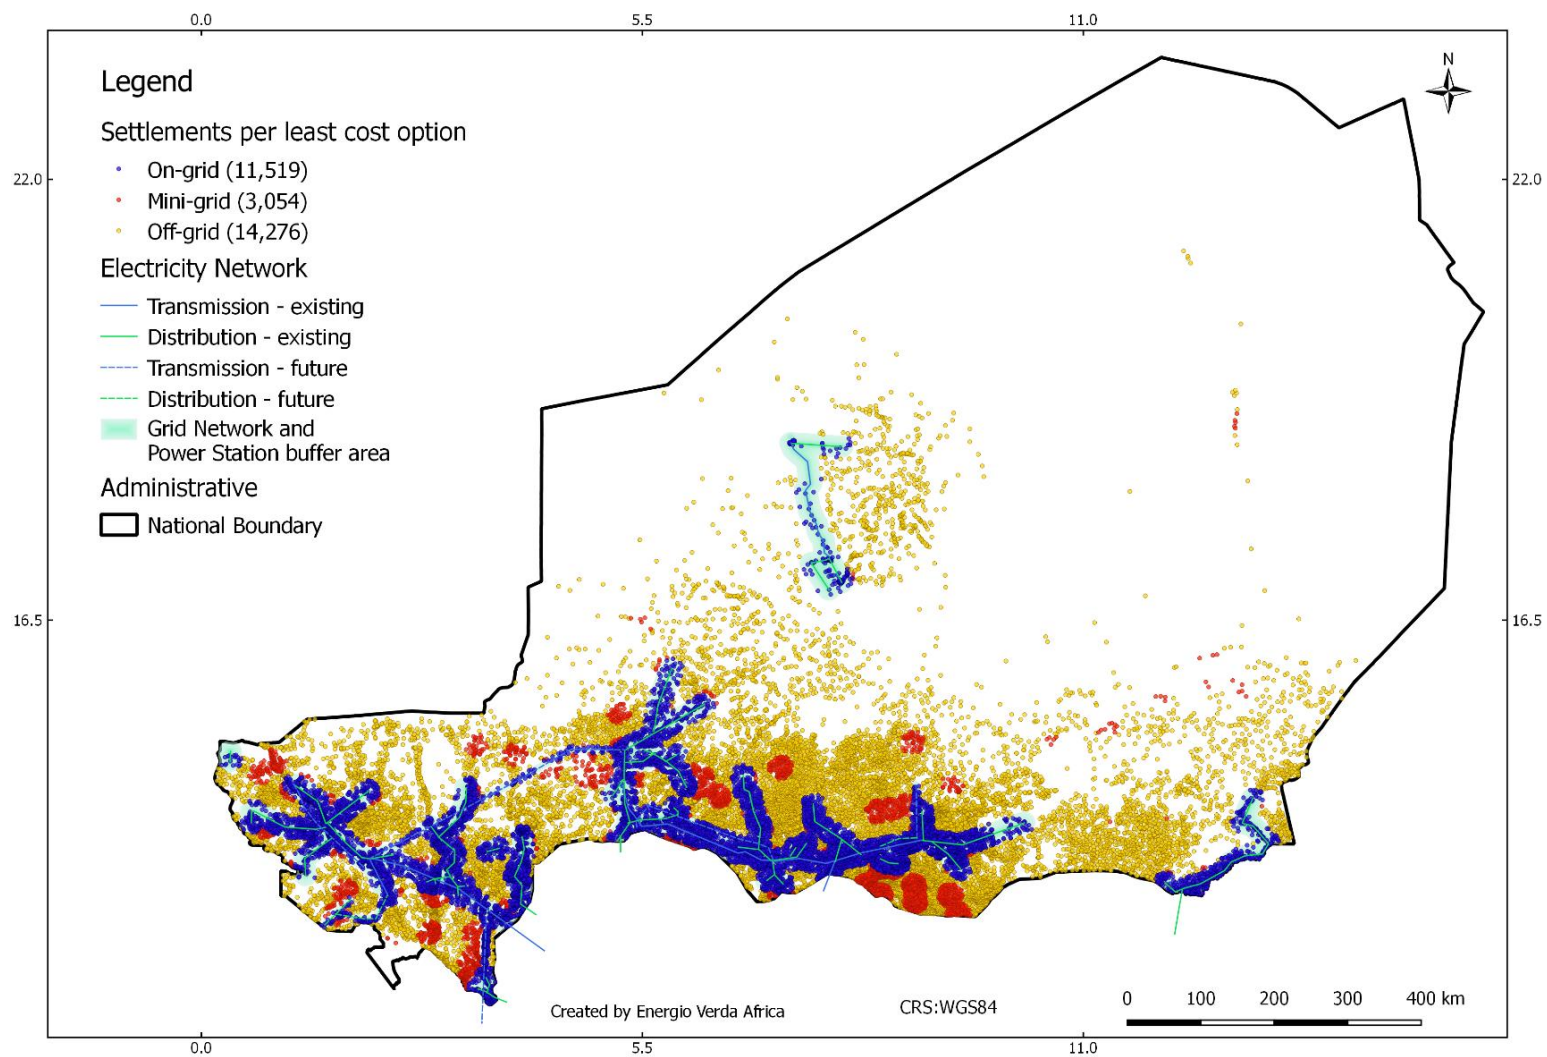 0.0 5.5 11.0
N
Legend
Settlements per least cost option
On-grid (11,519)
22.0 22.0
Mini-grid (3,054)
Off-grid (14,276)
Electricity Network
Transmission - existing
Distribution - existing
Transmission - future
Distribution - future
Grid Network and
Power Station buffer area
Administrative
National Boundary
16.5 16.5
0 100 200 300 400 km
Created by Energio Verda Africa CRS:WGS84
0.0 5.5 11.0